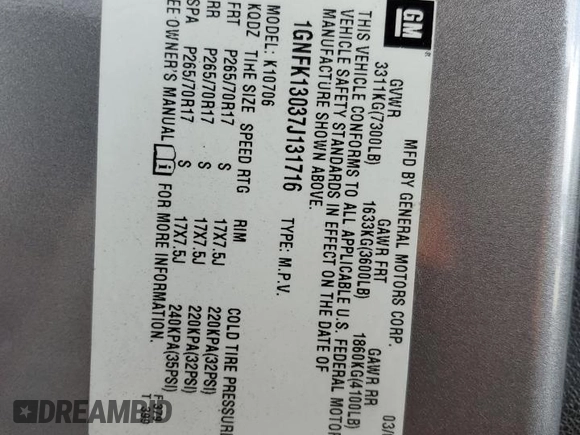 GM
MFD BY GENERAL MOTORS CORP.
GVWR GAWR FRT GAWR RR
3311KG(7300LB) 1633KG(3600LB) 1860KG(4100LB)
THIS VEHICLE CONFORMS TO ALL APPLICABLE U.S. FEDERAL MOTOR
VEHICLE SAFETY STANDARDS IN EFFECT ON THE DATE OF
MANUFACTURE SHOWN ABOVE.
1GNFK13037J131716 TYPE: M.P.V.
MODEL: K10706
KQDZ TIRE SIZE SPEED RTG RIM COLD TIRE PRESSURE
FRT P265/70R17 S 17X7.5J 220KPA(32PSI)
RR P265/70R17 S 17X7.5J 220KPA(32PSI)
SPA P265/70R17 S 17X7.5J 240KPA(35PSI)
SEE OWNER'S MANUAL FOR MORE INFORMATION.
DREAMBID